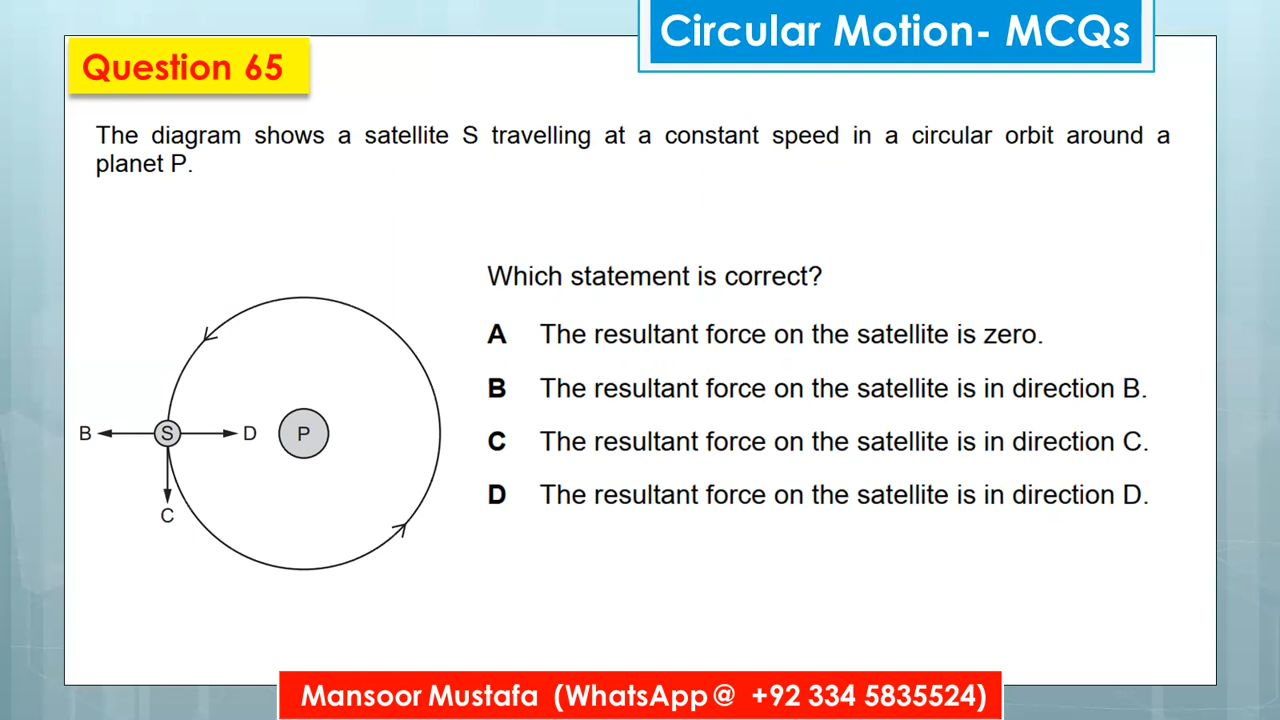 Circular Motion- MCQs
Question 65
The diagram shows a satellite S travelling at a constant speed in a circular orbit around a
planet P.
Which statement is correct?
A The resultant force on the satellite is zero.
B The resultant force on the satellite is in direction B.
C The resultant force on the satellite is in direction C.
D The resultant force on the satellite is in direction D.
B S D P
C
Mansoor Mustafa (WhatsApp@ +92 334 5835524)